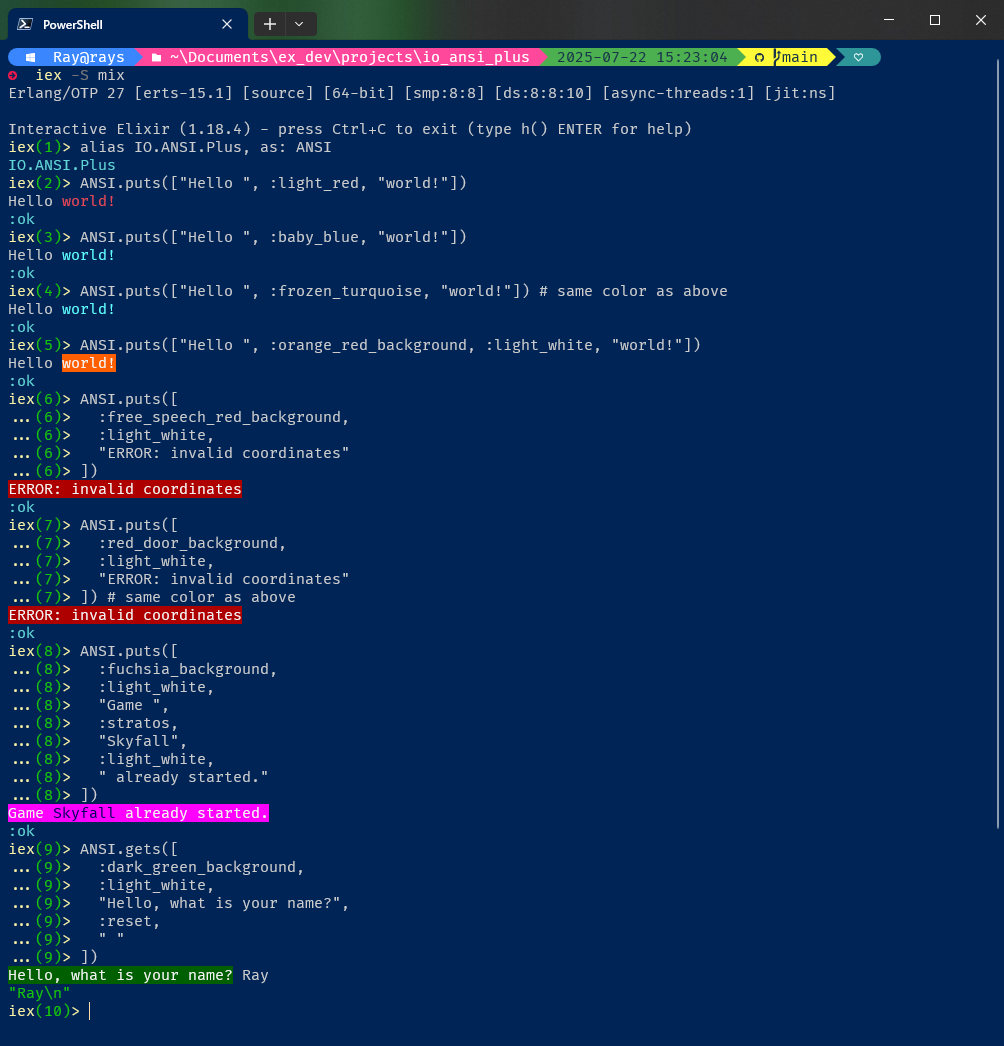 PowerShell
Ray@rays ~\Documents\ex_dev\projects\io_ansi_plus 2025-07-22 15:23:04 main
iex -S mix
Erlang/OTP 27 [erts-15.1] [source] [64-bit] [smp:8:8] [ds:8:8:10] [async-threads:1] [jit:ns]
Interactive Elixir (1.18.4) - press Ctrl+C to exit (type h() ENTER for help)
iex(1)> alias IO.ANSI.Plus, as: ANSI
IO.ANSI.Plus
iex(2)> ANSI.puts(["Hello ", :light_red, "world!"])
Hello world!
:ok
iex(3)> ANSI.puts(["Hello ", :baby_blue, "world!"])
Hello world!
:ok
iex(4)> ANSI.puts(["Hello ", :frozen_turquoise, "world!"]) # same color as above
Hello world!
:ok
iex(5)> ANSI.puts(["Hello ", :orange_red_background, :light_white, "world!"])
Hello world!
:ok
iex(6)> ANSI.puts([
...(6)>   :free_speech_red_background,
...(6)>   :light_white,
...(6)>   "ERROR: invalid coordinates"
...(6)> ])
ERROR: invalid coordinates
:ok
iex(7)> ANSI.puts([
...(7)>   :red_door_background,
...(7)>   :light_white,
...(7)>   "ERROR: invalid coordinates"
...(7)> ]) # same color as above
ERROR: invalid coordinates
:ok
iex(8)> ANSI.puts([
...(8)>   :fuchsia_background,
...(8)>   :light_white,
...(8)>   "Game ",
...(8)>   :stratos,
...(8)>   "Skyfall",
...(8)>   :light_white,
...(8)>   " already started."
...(8)> ])
Game Skyfall already started.
:ok
iex(9)> ANSI.gets([
...(9)>   :dark_green_background,
...(9)>   :light_white,
...(9)>   "Hello, what is your name?",
...(9)>   :reset,
...(9)>   " "
...(9)> ])
Hello, what is your name? Ray
"Ray\n"
iex(10)>